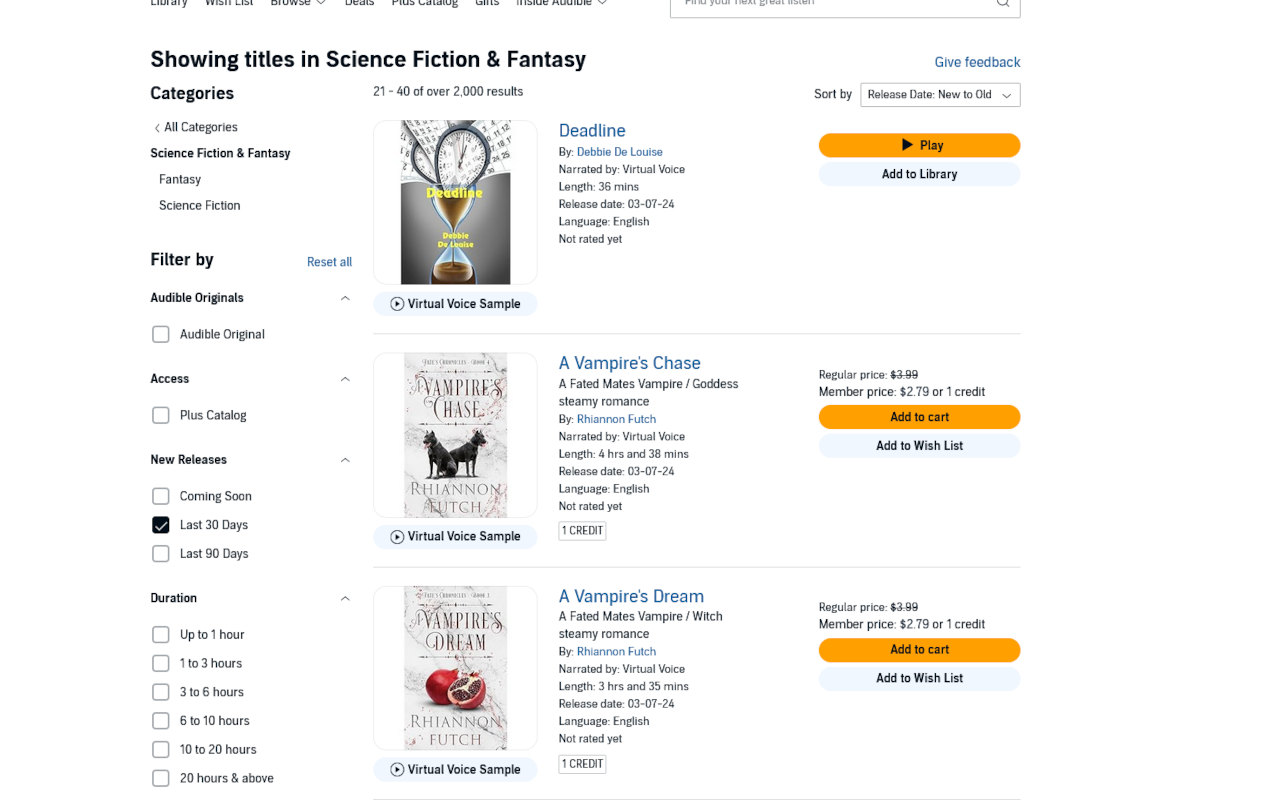 Library Wish List Browse Deals Plus Catalog Gifts Inside Audible
Find your next great listen
Showing titles in Science Fiction & Fantasy
Give feedback
Categories
All Categories
Science Fiction & Fantasy
Fantasy
Science Fiction
Filter by
Reset all
Audible Originals
Audible Original
Access
Plus Catalog
New Releases
Coming Soon
Last 30 Days
Last 90 Days
Duration
Up to 1 hour
1 to 3 hours
3 to 6 hours
6 to 10 hours
10 to 20 hours
20 hours & above
21 - 40 of over 2,000 results
Sort by
Release Date: New to Old
Deadline
Debbie
De Louise
Virtual Voice Sample
Deadline
By: Debbie De Louise
Narrated by: Virtual Voice
Length: 36 mins
Release date: 03-07-24
Language: English
Not rated yet
Play
Add to Library
FATE'S CHRONICLES - BOOK 4
A VAMPIRE'S
CHASE
RHIANNON
FUTCH
Virtual Voice Sample
A Vampire's Chase
A Fated Mates Vampire / Goddess
steamy romance
By: Rhiannon Futch
Narrated by: Virtual Voice
Length: 4 hrs and 38 mins
Release date: 03-07-24
Language: English
Not rated yet
1 CREDIT
Regular price: $3.99
Member price: $2.79 or 1 credit
Add to cart
Add to Wish List
FATE'S CHRONICLES - BOOK 3
A VAMPIRE'S
DREAM
RHIANNON
FUTCH
Virtual Voice Sample
A Vampire's Dream
A Fated Mates Vampire / Witch
steamy romance
By: Rhiannon Futch
Narrated by: Virtual Voice
Length: 3 hrs and 35 mins
Release date: 03-07-24
Language: English
Not rated yet
1 CREDIT
Regular price: $3.99
Member price: $2.79 or 1 credit
Add to cart
Add to Wish List